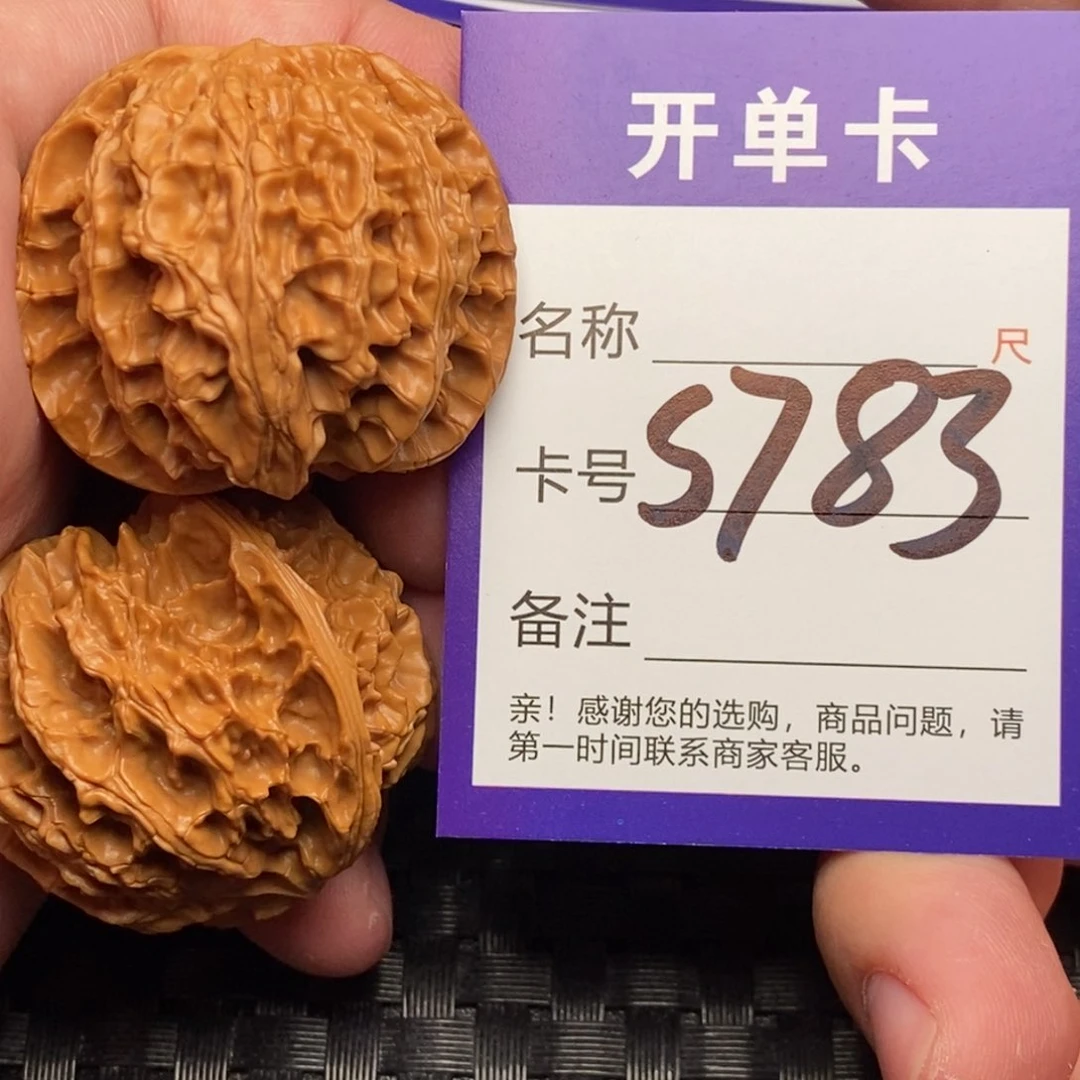 开单卡
名称 尺
卡号 S783
备注
亲！感谢您的选购，商品问题，请
第一时间联系商家客服。